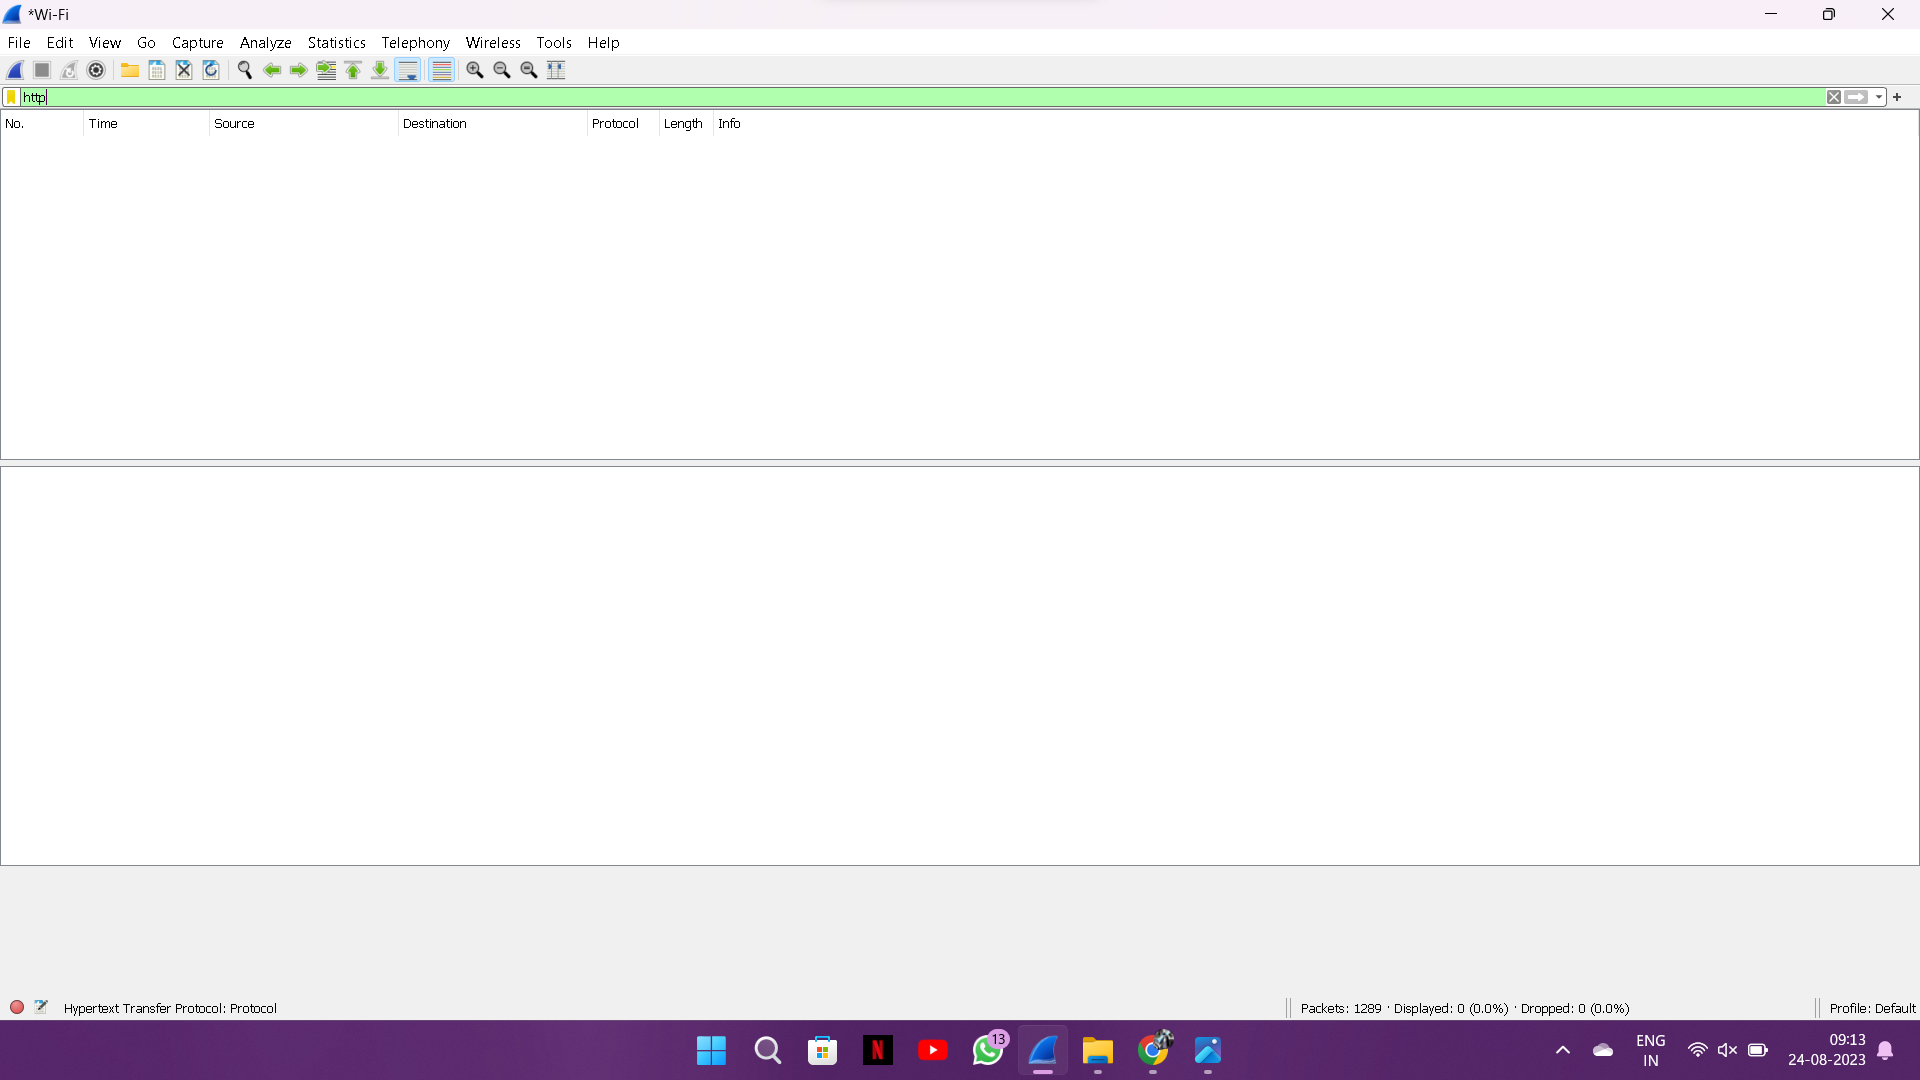 *Wi-Fi
File Edit View Go Capture Analyze Statistics Telephony Wireless Tools Help
http
No. Time Source Destination Protocol Length Info
Hypertext Transfer Protocol: Protocol
Packets: 1289 · Displayed: 0 (0.0%) · Dropped: 0 (0.0%)
Profile: Default
N
13
ENG
IN
09:13
24-08-2023